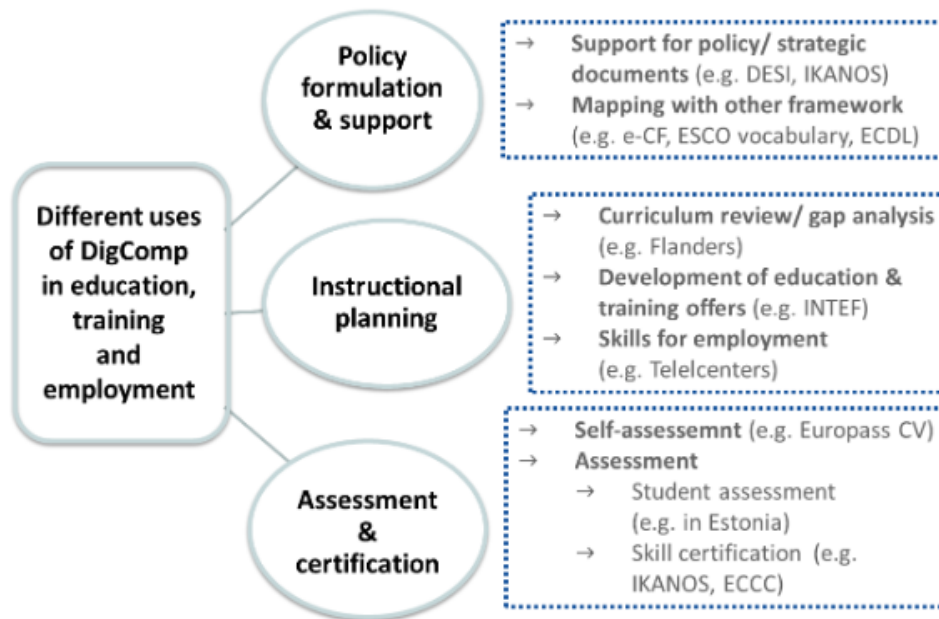 Different uses
of DigComp
in education,
training
and
employment
Policy
formulation
& support
→ Support for policy/ strategic
documents (e.g. DESI, IKANOS)
→ Mapping with other framework
(e.g. e-CF, ESCO vocabulary, ECDL)
Instructional
planning
→ Curriculum review/ gap analysis
(e.g. Flanders)
→ Development of education &
training offers (e.g. INTEF)
→ Skills for employment
(e.g. Telelcenters)
Assessment
&
certification
→ Self-assessemnt (e.g. Europass CV)
→ Assessment
→ Student assessment
(e.g. in Estonia)
→ Skill certification (e.g.
IKANOS, ECCC)